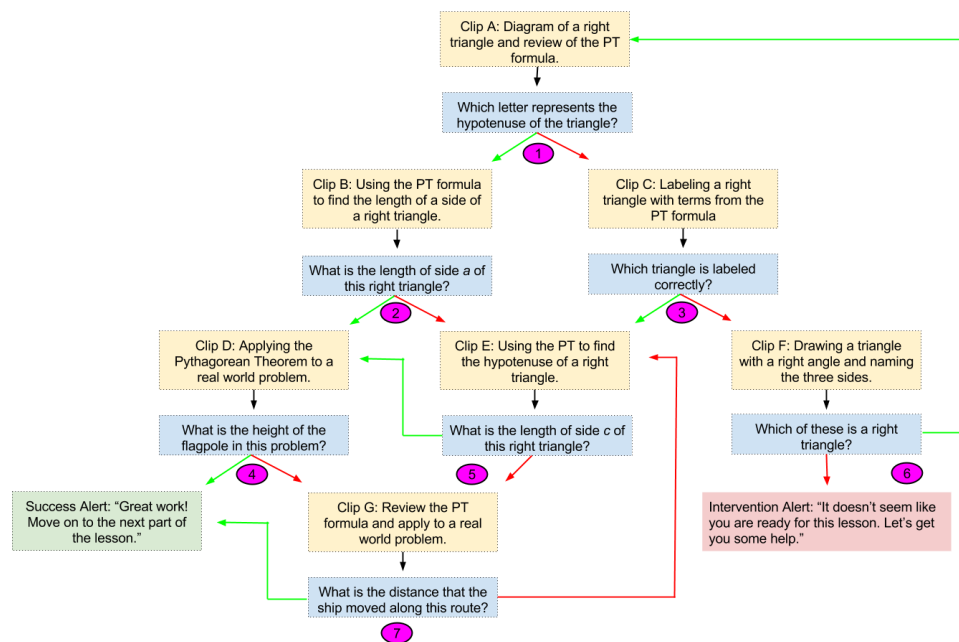 Clip A: Diagram of a right
triangle and review of the PT
formula.
Which letter represents the
hypotenuse of the triangle?
1
Clip B: Using the PT formula
to find the length of a side of
a right triangle.
Clip C: Labeling a right
triangle with terms from the
PT formula
What is the length of side a of
this right triangle?
Which triangle is labeled
correctly?
2
3
Clip D: Applying the
Pythagorean Theorem to a
real world problem.
Clip E: Using the PT to find
the hypotenuse of a right
triangle.
Clip F: Drawing a triangle
with a right angle and naming
the three sides.
What is the height of the
flagpole in this problem?
What is the length of side c of
this right triangle?
Which of these is a right
triangle?
4
5
6
Success Alert: “Great work!
Move on to the next part of
the lesson.”
Clip G: Review the PT
formula and apply to a real
world problem.
Intervention Alert: “It doesn’t seem like
you are ready for this lesson. Let’s get
you some help.”
What is the distance that the
ship moved along this route?
7